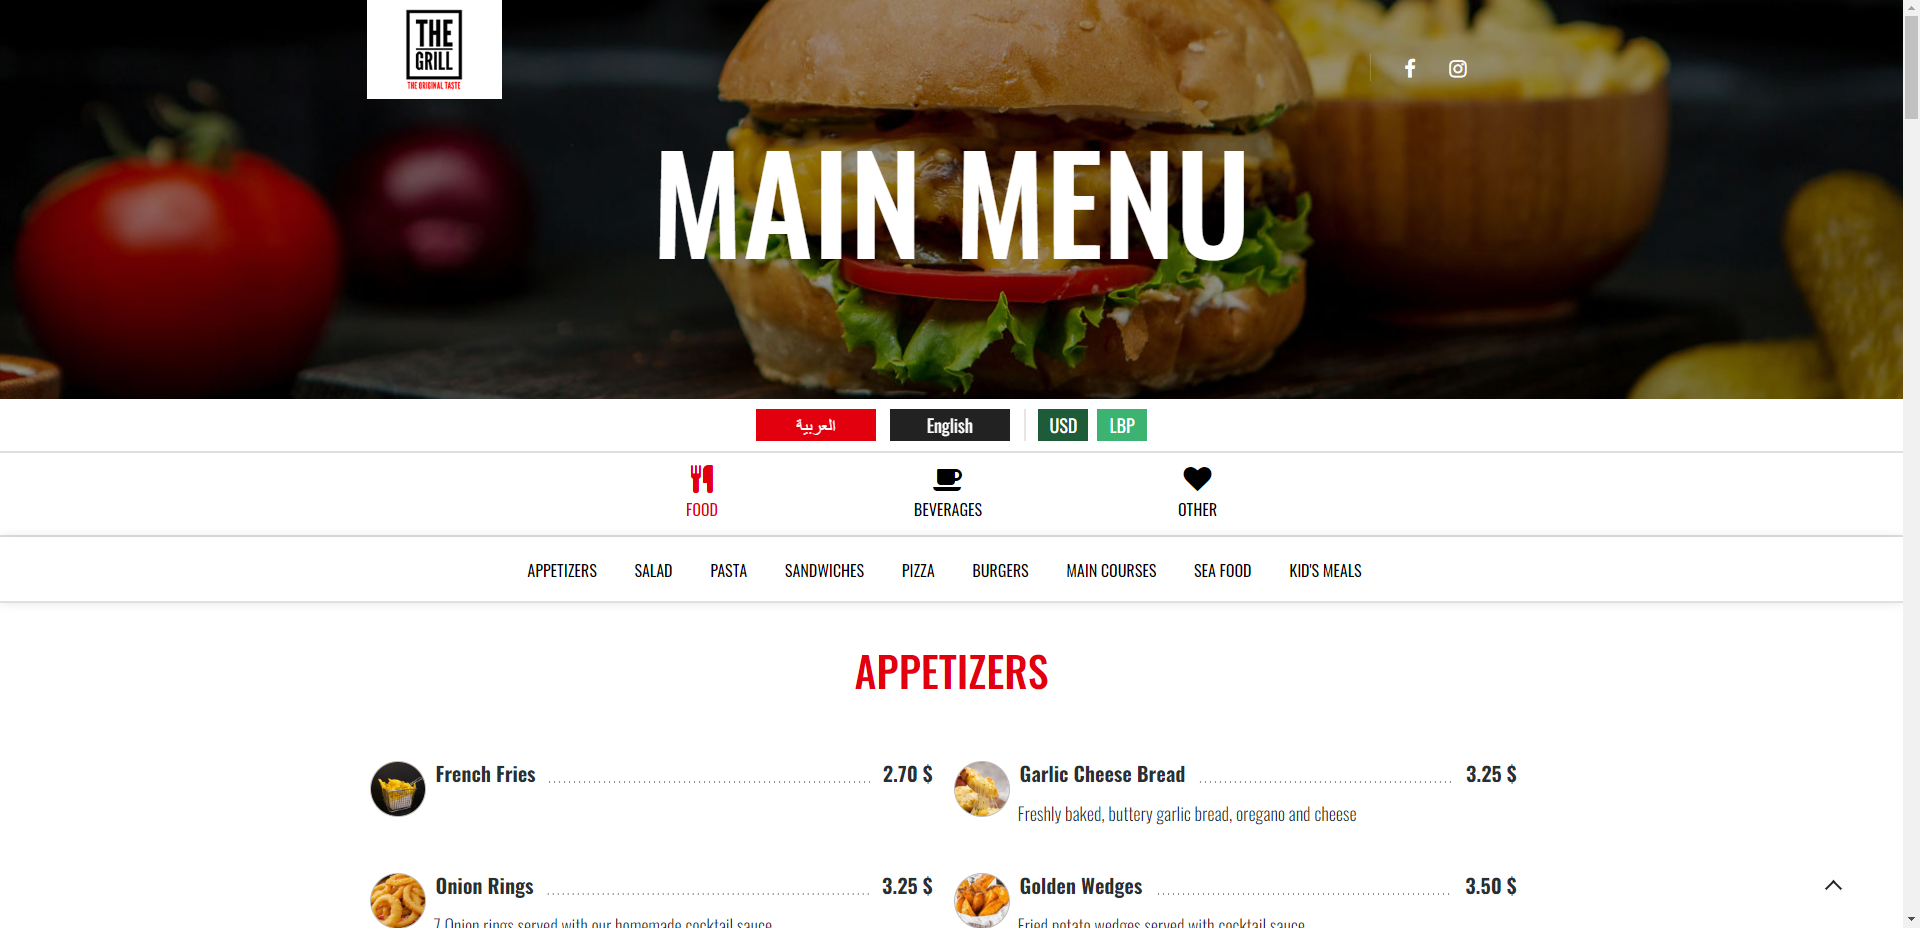 THE
GRILL
THE ORIGINAL TASTE
MAIN MENU
العربية
English
USD
LBP
FOOD
BEVERAGES
OTHER
APPETIZERS
SALAD
PASTA
SANDWICHES
PIZZA
BURGERS
MAIN COURSES
SEA FOOD
KID'S MEALS
APPETIZERS
French Fries 2.70 $
Garlic Cheese Bread 3.25 $
Freshly baked, buttery garlic bread, oregano and cheese
Onion Rings 3.25 $
7 Onion rings served with our homemade cocktail sauce
Golden Wedges 3.50 $
Fried potato wedges served with cocktail sauce